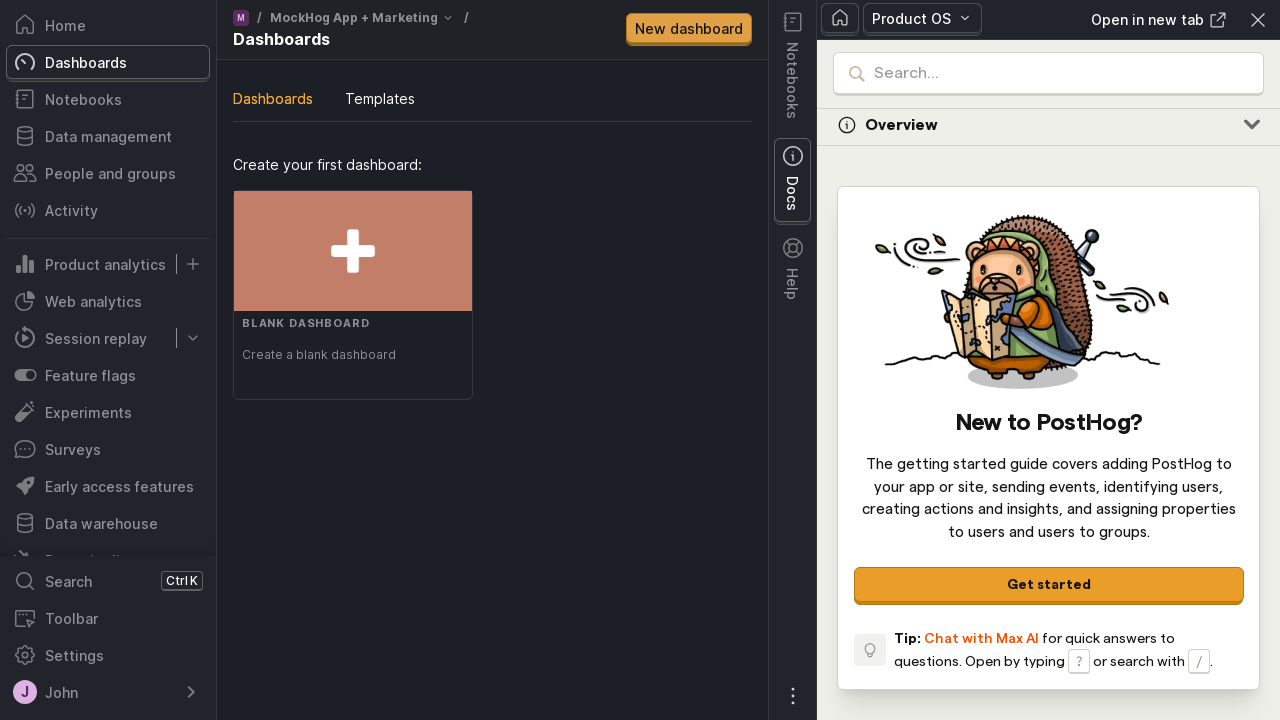 Home
Dashboards
Notebooks
Data management
People and groups
Activity
Product analytics
Web analytics
Session replay
Feature flags
Experiments
Surveys
Early access features
Data warehouse
Search Ctrl K
Toolbar
Settings
J John
M / MockHog App + Marketing /
Dashboards
New dashboard
Dashboards Templates
Create your first dashboard:
BLANK DASHBOARD
Create a blank dashboard
Notebooks
Docs
Help
Product OS
Open in new tab
Search...
Overview
New to PostHog?
The getting started guide covers adding PostHog to
your app or site, sending events, identifying users,
creating actions and insights, and assigning properties
to users and users to groups.
Get started
Tip: Chat with Max AI for quick answers to
questions. Open by typing ? or search with / .